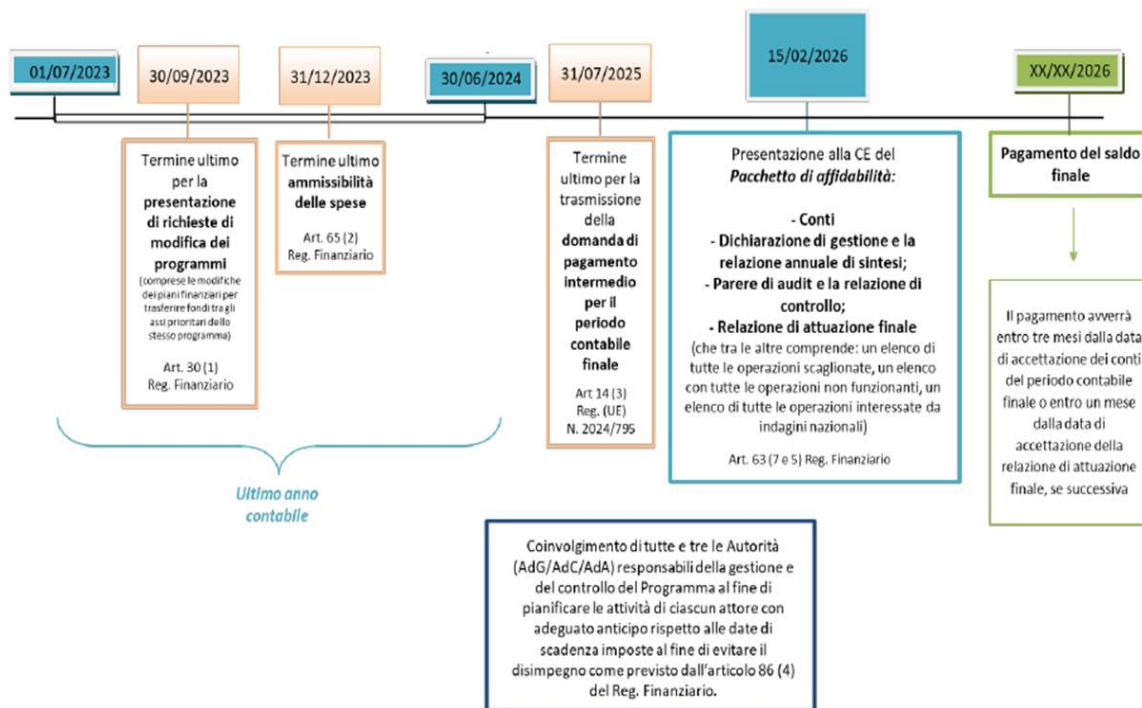 01/07/2023
30/09/2023
31/12/2023
30/06/2024
31/07/2025
15/02/2026
XX/XX/2026
Termine ultimo
per la
presentazione
di richieste di
modifica dei
programmi
(comprese le modifiche
dei piani finanziari per
trasferire fondi tra gli
assi prioritari dello
stesso programma)
Art. 30 (1)
Reg. Finanziario
Termine ultimo
ammissibilità
delle spese
Art. 65 (2)
Reg. Finanziario
Termine
ultimo per la
trasmissione
della
domanda di
pagamento
intermedio
per il
periodo
contabile
finale
Art 14 (3)
Reg. (UE)
N. 2024/795
Presentazione alla CE del
Pacchetto di affidabilità:
- Conti
- Dichiarazione di gestione e la
relazione annuale di sintesi;
- Parere di audit e la relazione di
controllo;
- Relazione di attuazione finale
(che tra le altre comprende: un elenco di
tutte le operazioni scaglionate, un elenco
con tutte le operazioni non funzionanti, un
elenco di tutte le operazioni interessate da
indagini nazionali)
Art. 63 (7 e 5) Reg. Finanziario
Pagamento del saldo
finale
Il pagamento avverrà
entro tre mesi dalla data
di accettazione dei conti
del periodo contabile
finale o entro un mese
dalla data di
accettazione della
relazione di attuazione
finale, se successiva
Ultimo anno
contabile
Coinvolgimento di tutte e tre le Autorità
(AdG/AdC/AdA) responsabili della gestione e
del controllo del Programma al fine di
pianificare le attività di ciascun attore con
adeguato anticipo rispetto alle date di
scadenza imposte al fine di evitare il
disimpegno come previsto dall'articolo 86 (4)
del Reg. Finanziario.